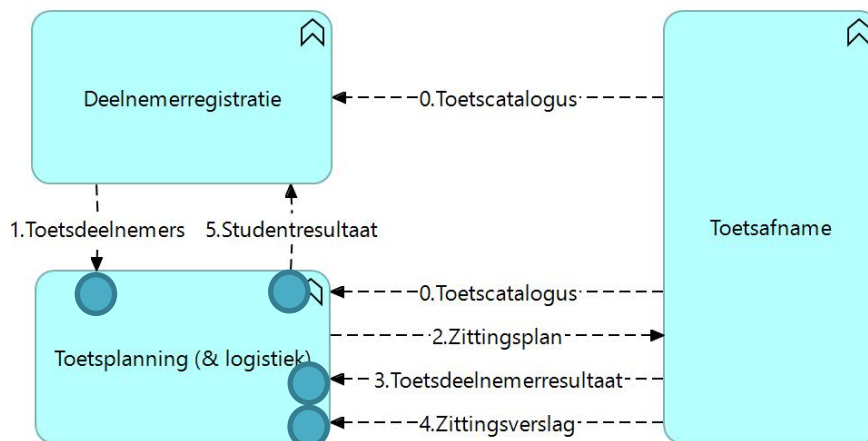 Deelnemerregistratie
0.Toetscatalogus
1.Toetsdeelnemers
5.Studentresultaat
Toetsafname
0.Toetscatalogus
2.Zittingsplan
Toetsplanning (& logistiek)
3.Toetsdeelnemerresultaat
4.Zittingsverslag